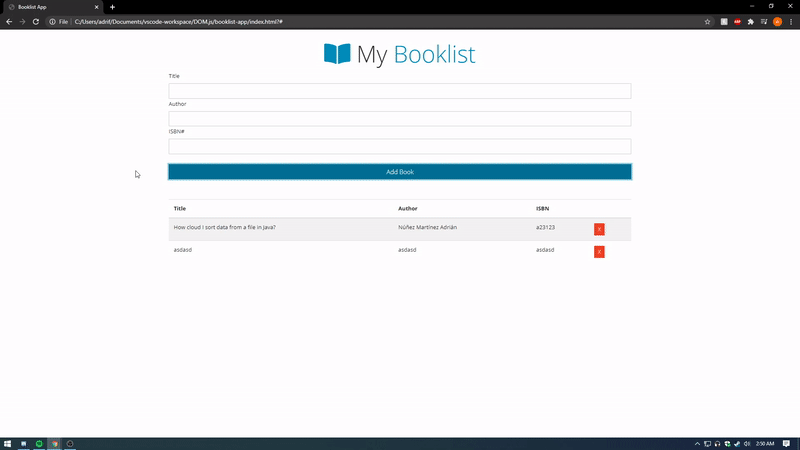 Booklist App
File C:/Users/adrif/Documents/vscode-workspace/DOM.js/booklist-app/index.html?#
My Booklist
Title
Author
ISBN#
Add Book
Title Author ISBN
How cloud I sort data from a file in Java? Núñez Martínez Adrián a23123 X
asdasd asdasd asdasd X
2:50 AM